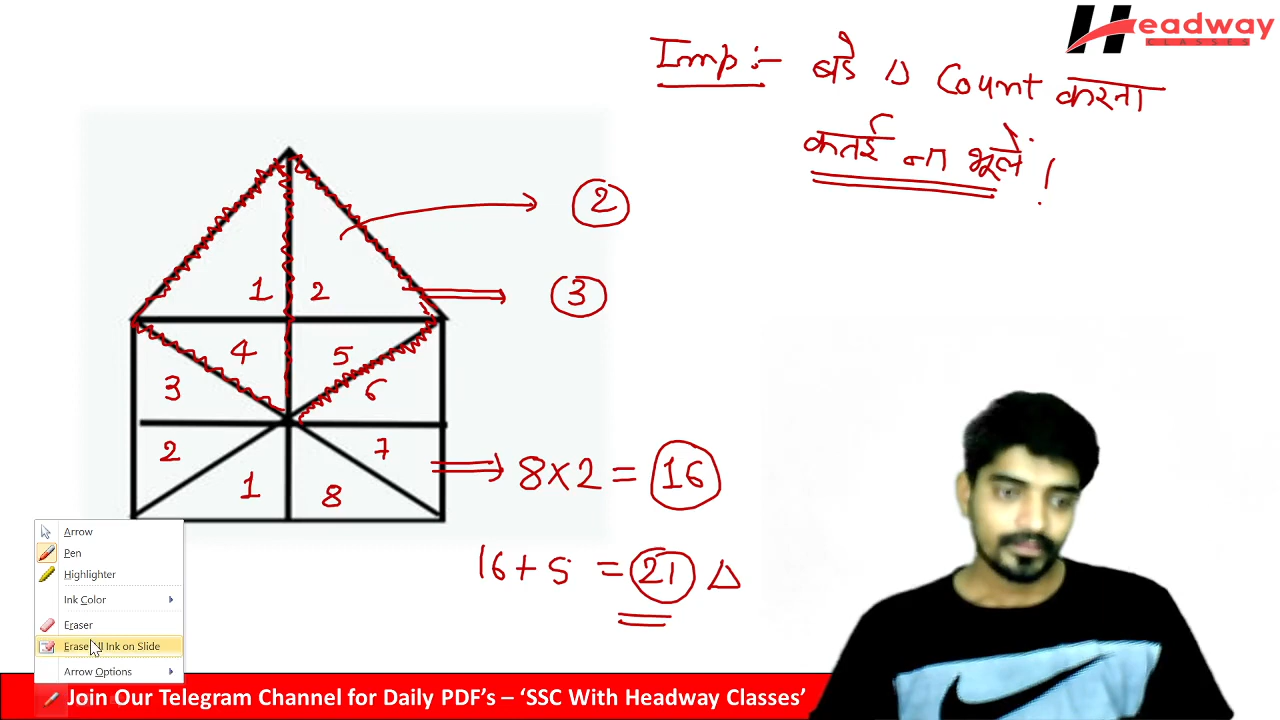 Headway
CLASSES
Imp :- बडे Δ Count करना
कतई ना भूलें !
2
1 2
3
4 5
3 6
2 7
1 8
8×2 = 16
16+5 = 21 Δ
Arrow
Pen
Highlighter
Ink Color
Eraser
Erase All Ink on Slide
Arrow Options
Join Our Telegram Channel for Daily PDF's – 'SSC With Headway Classes'